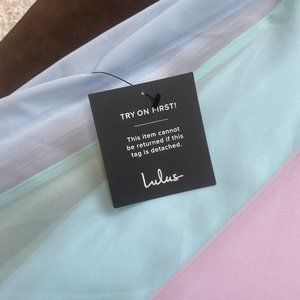 TRY ON FIRST!
This item cannot
be returned if this
tag is detached.
Lulus